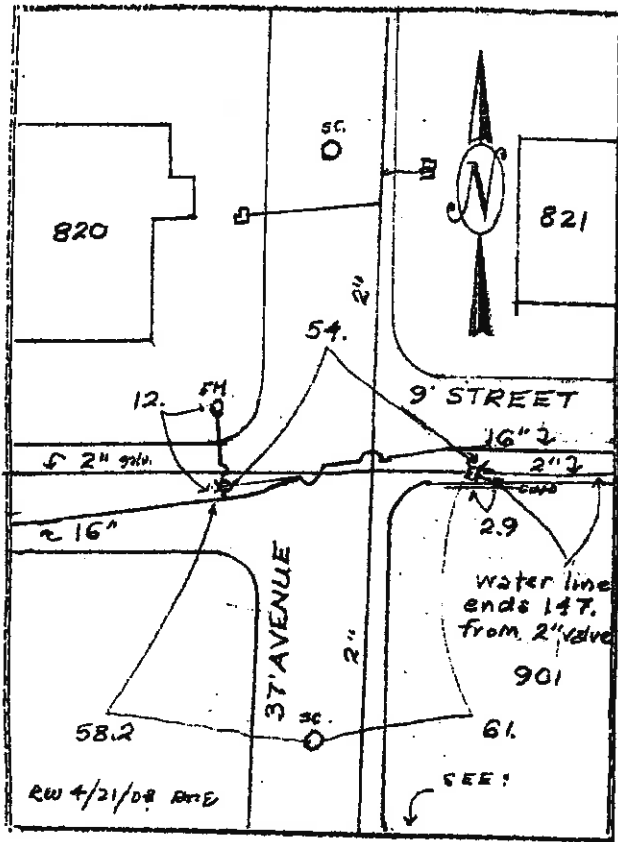 SC.
820
N
821
2"
54.
12.
FH
9' STREET
16"
2" galv.
2"
16"
2.9
37' AVENUE
water line
ends 147.
from 2" valve
2"
901
58.2
SC
61.
SEE:
RW 4/21/08